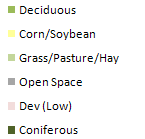 Deciduous
Corn/Soybean
Grass/Pasture/Hay
Open Space
Dev (Low)
Coniferous